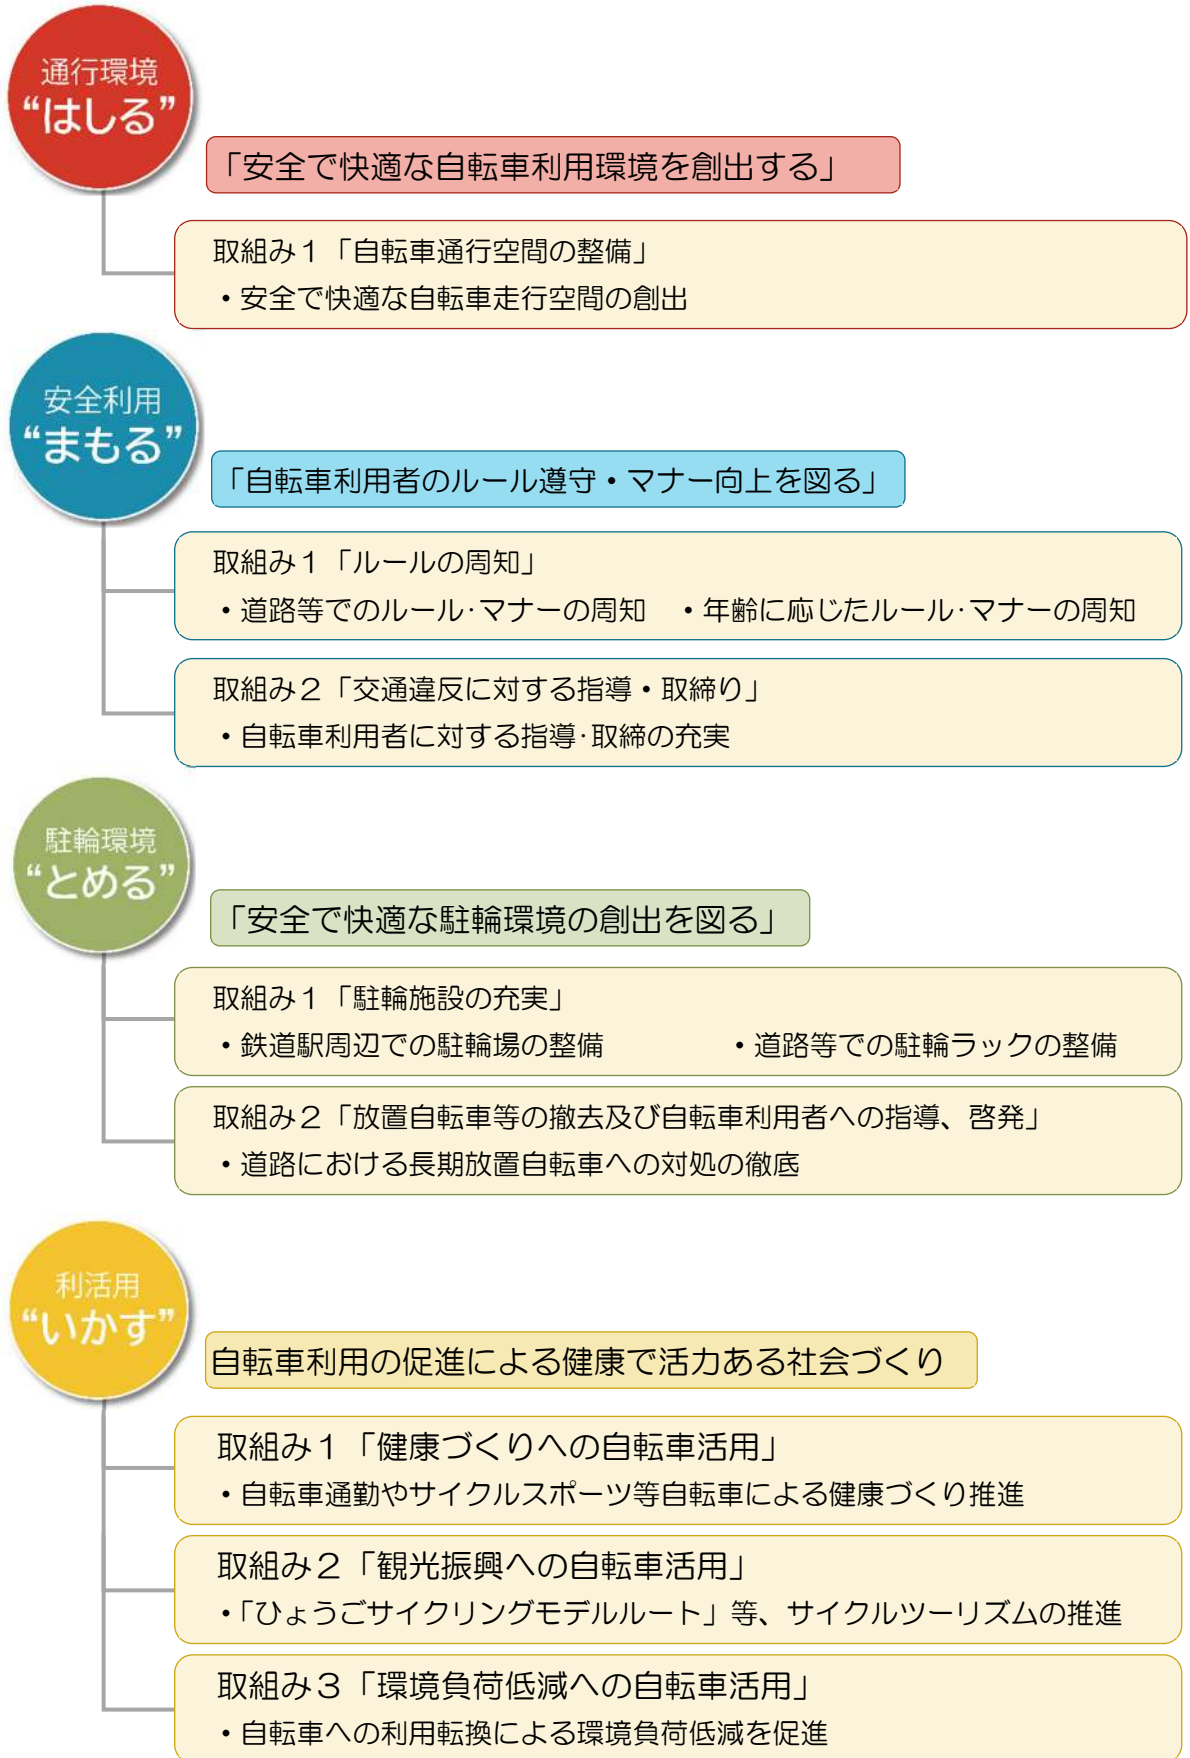 通行環境
“はしる”
「安全で快適な自転車利用環境を創出する」
取組み１「自転車通行空間の整備」
・安全で快適な自転車走行空間の創出
安全利用
“まもる”
「自転車利用者のルール遵守・マナー向上を図る」
取組み１「ルールの周知」
・道路等でのルール･マナーの周知　・年齢に応じたルール･マナーの周知
取組み２「交通違反に対する指導・取締り」
・自転車利用者に対する指導･取締の充実
駐輪環境
“とめる”
「安全で快適な駐輪環境の創出を図る」
取組み１「駐輪施設の充実」
・鉄道駅周辺での駐輪場の整備　　　・道路等での駐輪ラックの整備
取組み２「放置自転車等の撤去及び自転車利用者への指導、啓発」
・道路における長期放置自転車への対処の徹底
利活用
“いかす”
自転車利用の促進による健康で活力ある社会づくり
取組み１「健康づくりへの自転車活用」
・自転車通勤やサイクルスポーツ等自転車による健康づくり推進
取組み２「観光振興への自転車活用」
・「ひょうごサイクリングモデルルート」等、サイクルツーリズムの推進
取組み３「環境負荷低減への自転車活用」
・自転車への利用転換による環境負荷低減を促進